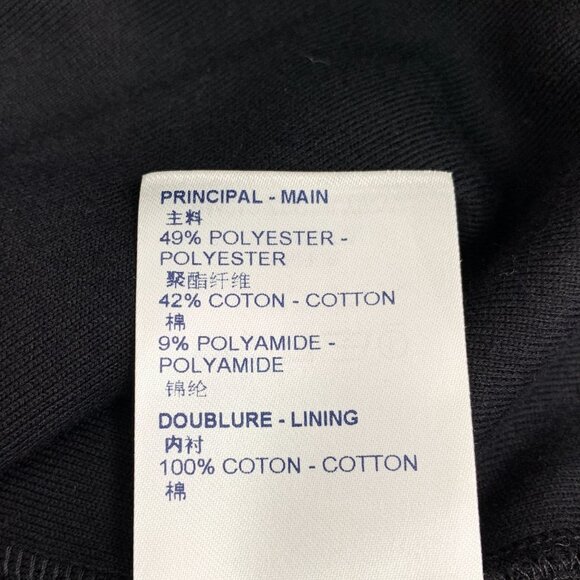 PRINCIPAL - MAIN
主料
49% POLYESTER -
POLYESTER
聚酯纤维
42% COTON - COTTON
棉
9% POLYAMIDE -
POLYAMIDE
锦纶
DOUBLURE - LINING
内衬
100% COTON - COTTON
棉